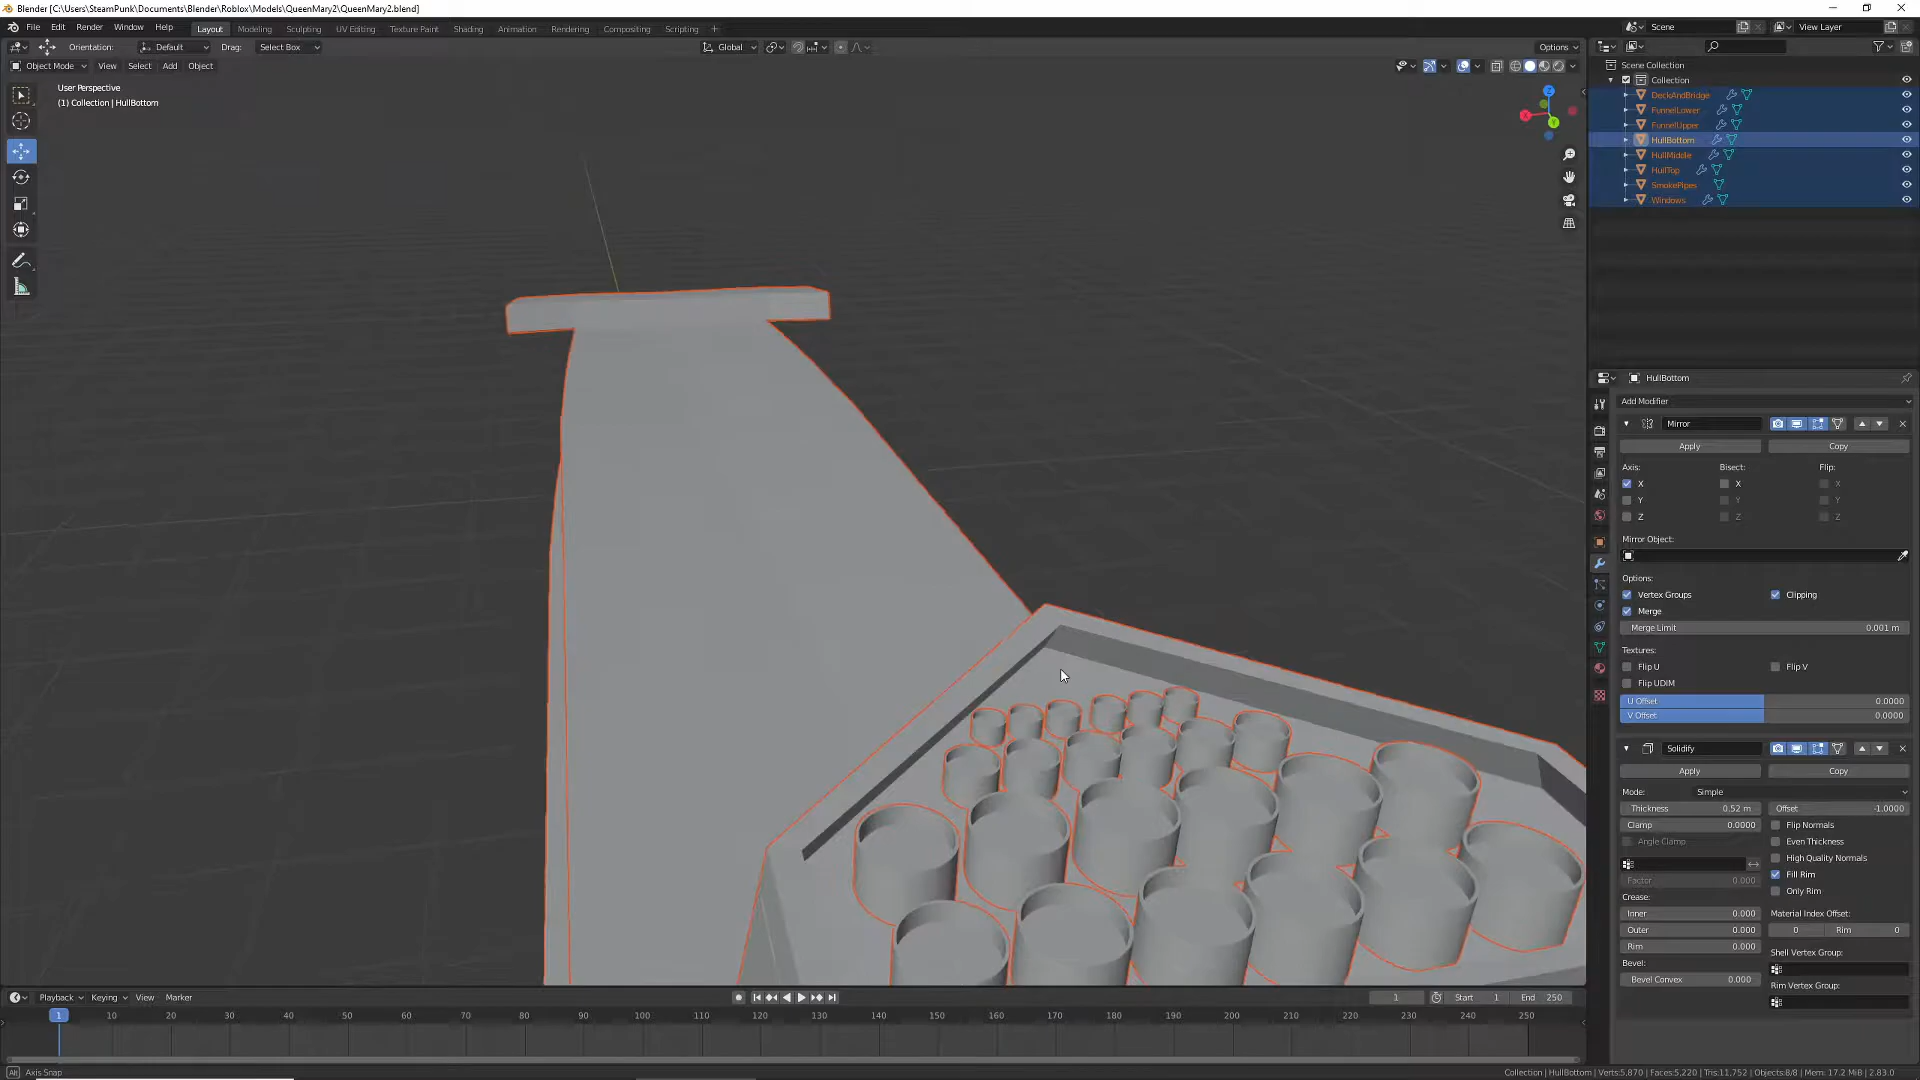 Blender [C:\Users\SteamPunk\Documents\Blender\Roblox\Models\QueenMary2\QueenMary2.blend]
File Edit Render Window Help Layout Modeling Sculpting UV Editing Texture Paint Shading Animation Rendering Compositing Scripting + Scene View Layer
Orientation: Default Drag: Select Box Global Options
Object Mode View Select Add Object
User Perspective
(1) Collection | HullBottom
Z
X
Y
Scene Collection
Collection
DeckAndBridge
FunnelLower
FunnelUpper
HullBottom
HullMiddle
HullTop
SmokePipes
Windows
HullBottom
Add Modifier
Mirror
Apply Copy
Axis: Bisect: Flip:
X X X
Y Y Y
Z Z Z
Mirror Object:
Options:
Vertex Groups Clipping
Merge
Merge Limit 0.001 m
Textures:
Flip U Flip V
Flip UDIM
U Offset 0.0000
V Offset 0.0000
Solidify
Apply Copy
Mode: Simple
Thickness 0.52 m Offset -1.0000
Clamp 0.0000 Flip Normals
Angle Clamp Even Thickness
High Quality Normals
Factor 0.000 Fill Rim
Crease: Only Rim
Inner 0.000 Material Index Offset:
Outer 0.000 0 Rim 0
Rim 0.000 Shell Vertex Group:
Bevel:
Bevel Convex 0.000 Rim Vertex Group:
Playback Keying View Marker 1 Start 1 End 250
1 10 20 30 40 50 60 70 80 90 100 110 120 130 140 150 160 170 180 190 200 210 220 230 240 250
Alt Axis Snap Collection | HullBottom | Verts:5,870 | Faces:5,220 | Tris:11,752 | Objects:8/8 | Mem: 17.2 MiB | 2.83.0